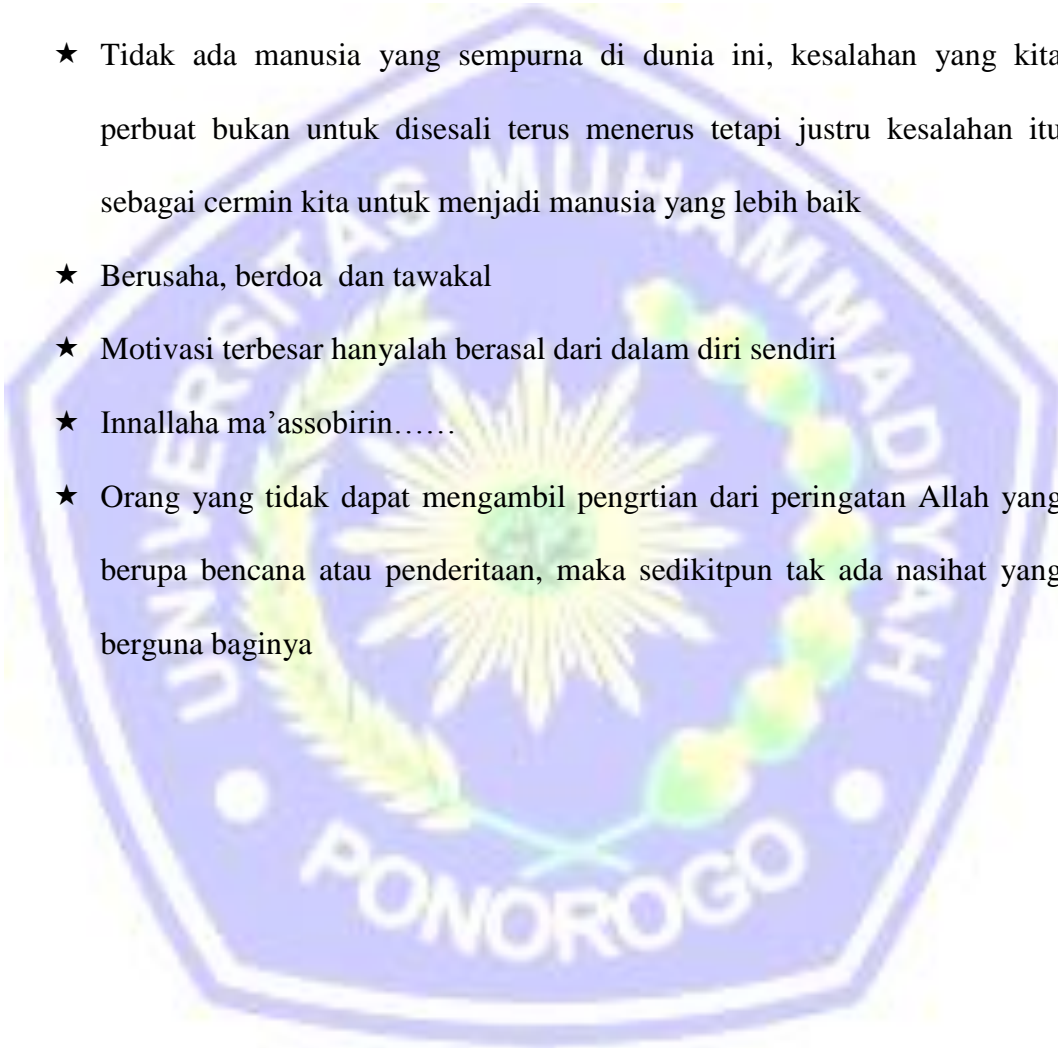 ★ Tidak ada manusia yang sempurna di dunia ini, kesalahan yang kita
perbuat bukan untuk disesali terus menerus tetapi justru kesalahan itu
sebagai cermin kita untuk menjadi manusia yang lebih baik
★ Berusaha, berdoa dan tawakal
★ Motivasi terbesar hanyalah berasal dari dalam diri sendiri
★ Innallaha ma’assobirin……
★ Orang yang tidak dapat mengambil pengrtian dari peringatan Allah yang
berupa bencana atau penderitaan, maka sedikitpun tak ada nasihat yang
berguna baginya
UNIVERSITAS MUHAMMADIYAH
PONOROGO